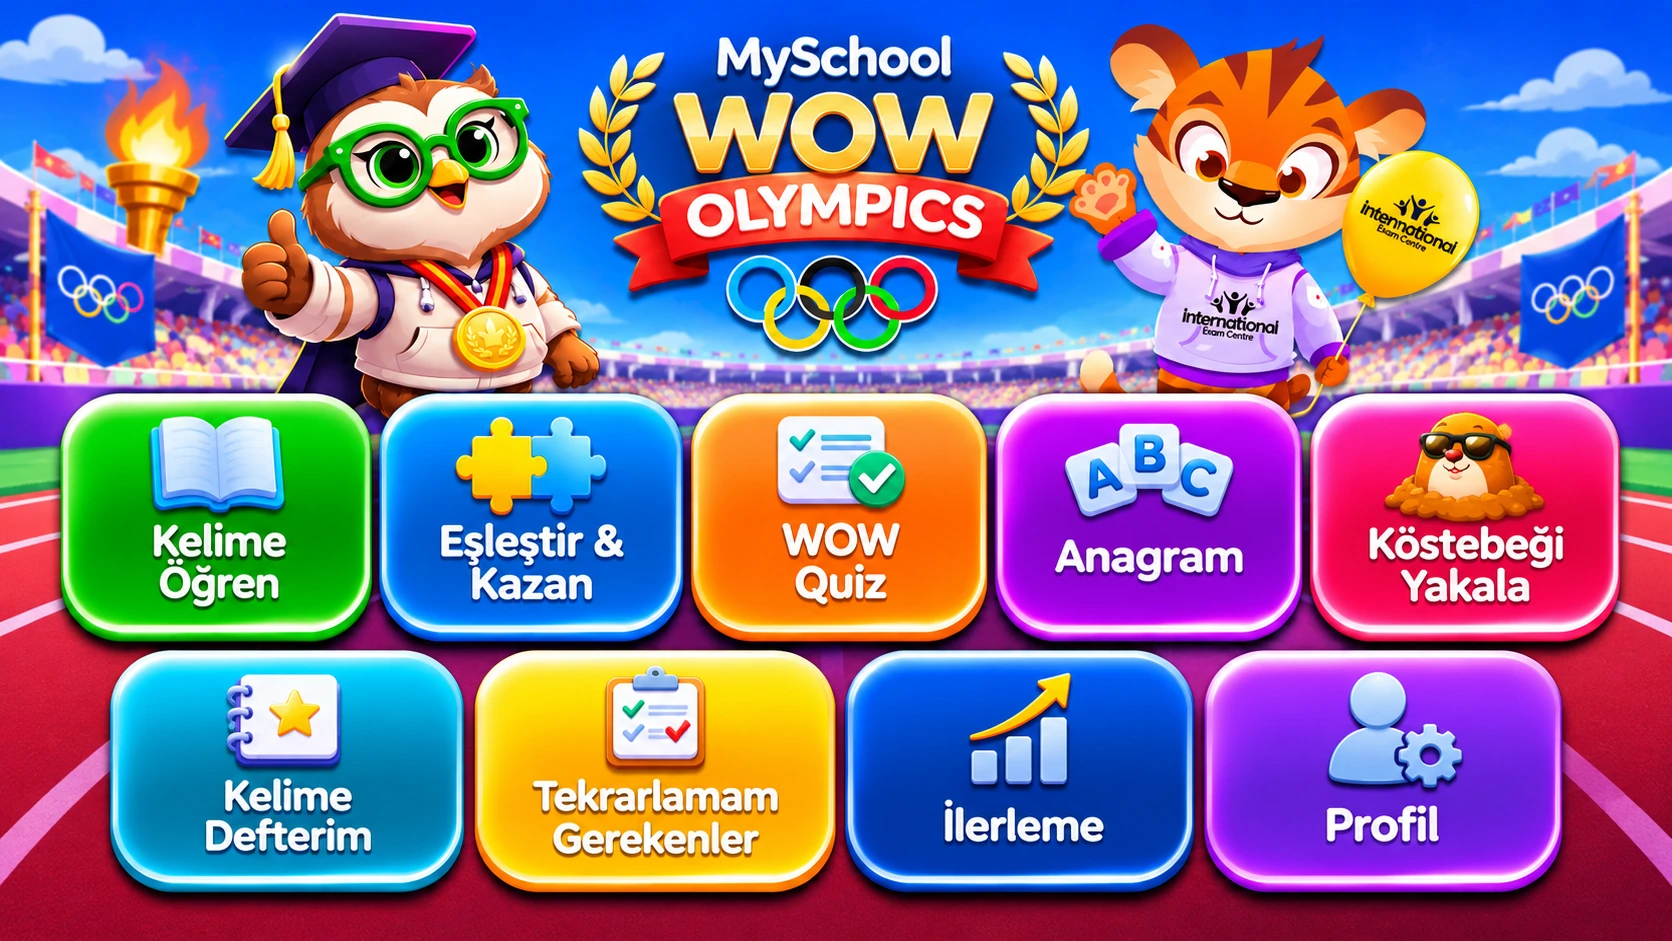 MySchool
WOW
OLYMPICS
international
Exam Centre
international
Exam Centre
Kelime
Öğren
Eşleştir &
Kazan
WOW
Quiz
A B C
Anagram
Köstebeği
Yakala
Kelime
Defterim
Tekrarlamam
Gerekenler
İlerleme
Profil